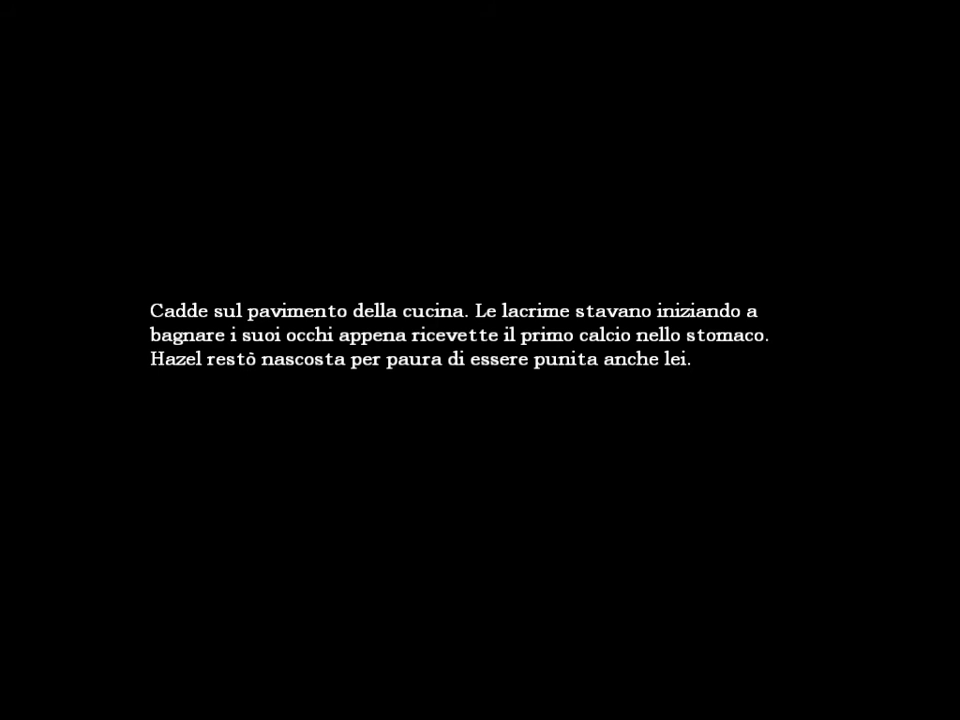 Cadde sul pavimento della cucina. Le lacrime stavano iniziando a
bagnare i suoi occhi appena ricevette il primo calcio nello stomaco.
Hazel restò nascosta per paura di essere punita anche lei.